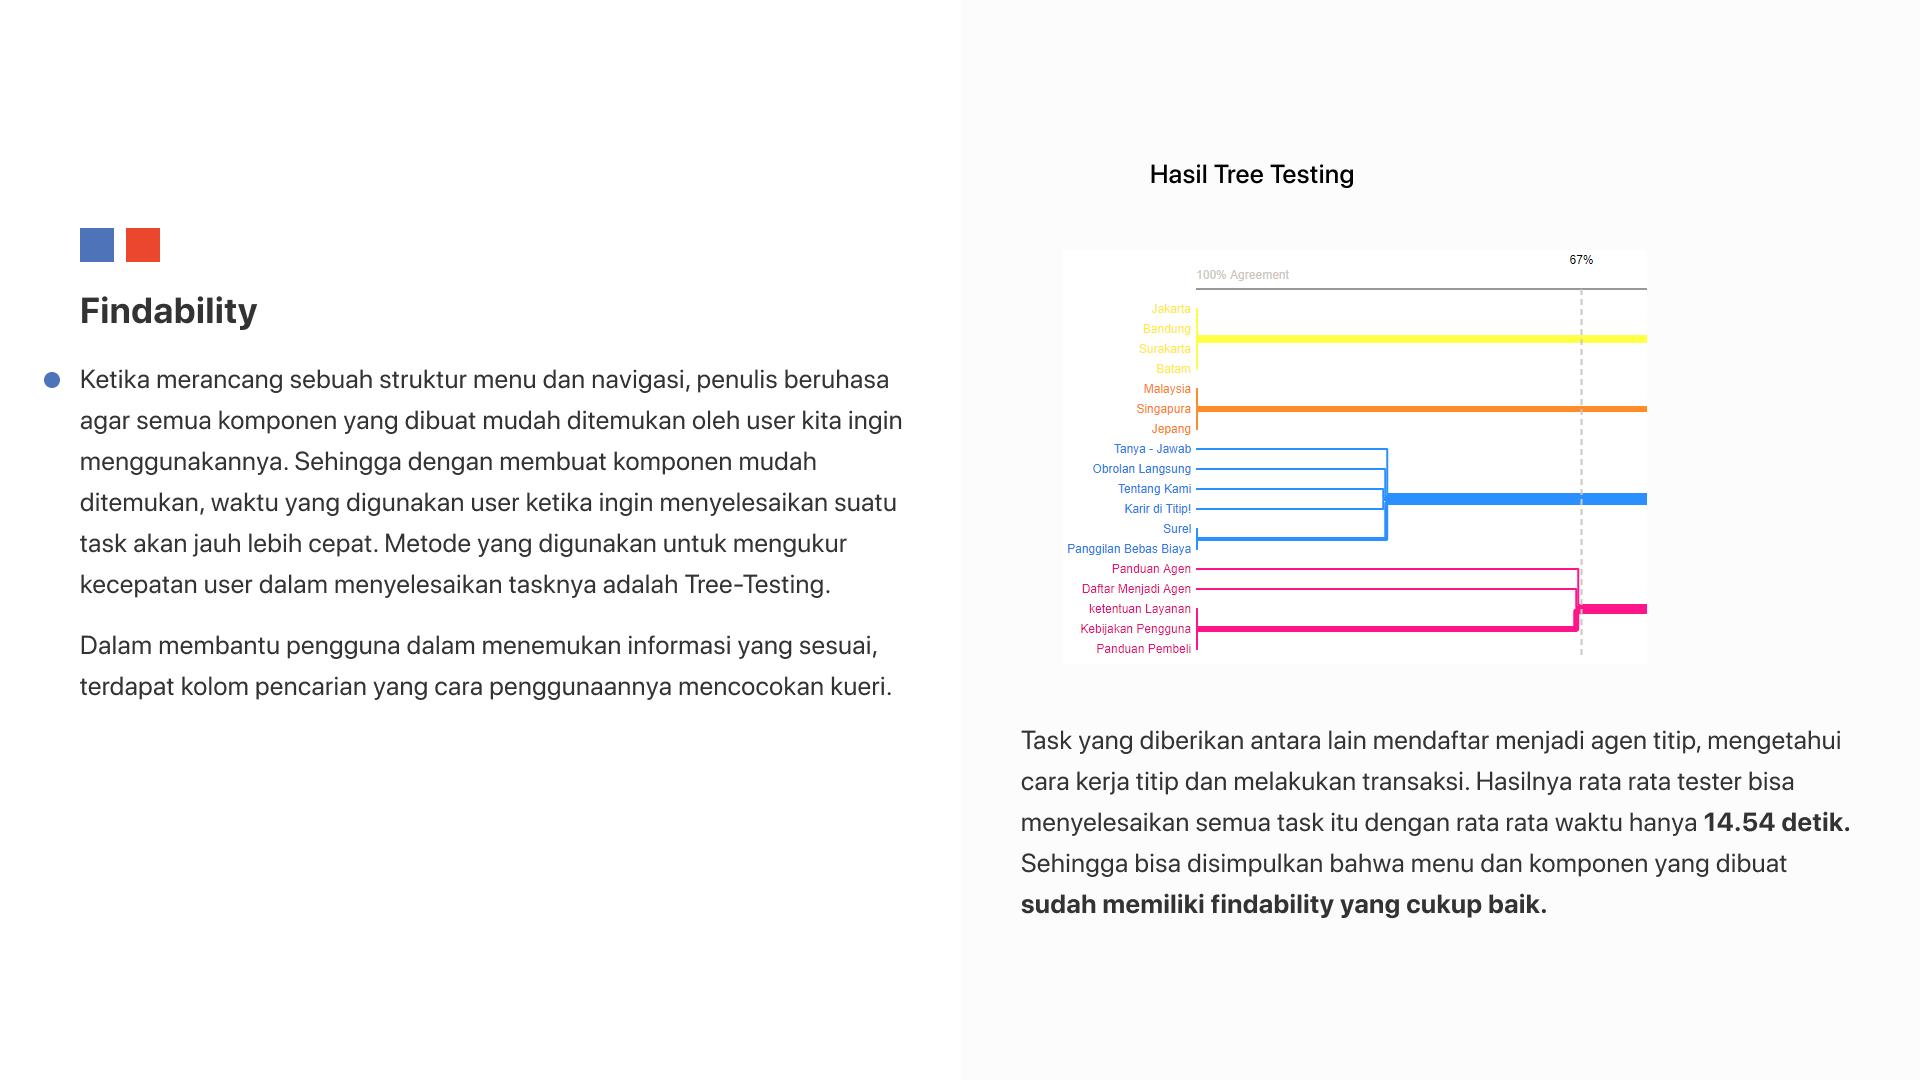 Findability
Ketika merancang sebuah struktur menu dan navigasi, penulis beruhasa
agar semua komponen yang dibuat mudah ditemukan oleh user kita ingin
menggunakannya. Sehingga dengan membuat komponen mudah
ditemukan, waktu yang digunakan user ketika ingin menyelesaikan suatu
task akan jauh lebih cepat. Metode yang digunakan untuk mengukur
kecepatan user dalam menyelesaikan tasknya adalah Tree-Testing.
Dalam membantu pengguna dalam menemukan informasi yang sesuai,
terdapat kolom pencarian yang cara penggunaannya mencocokan kueri.
Hasil Tree Testing
67%
100% Agreement
Jakarta
Bandung
Surakarta
Batam
Malaysia
Singapura
Jepang
Tanya - Jawab
Obrolan Langsung
Tentang Kami
Karir di Titip!
Surel
Panggilan Bebas Biaya
Panduan Agen
Daftar Menjadi Agen
ketentuan Layanan
Kebijakan Pengguna
Panduan Pembeli
Task yang diberikan antara lain mendaftar menjadi agen titip, mengetahui
cara kerja titip dan melakukan transaksi. Hasilnya rata rata tester bisa
menyelesaikan semua task itu dengan rata rata waktu hanya 14.54 detik.
Sehingga bisa disimpulkan bahwa menu dan komponen yang dibuat
sudah memiliki findability yang cukup baik.